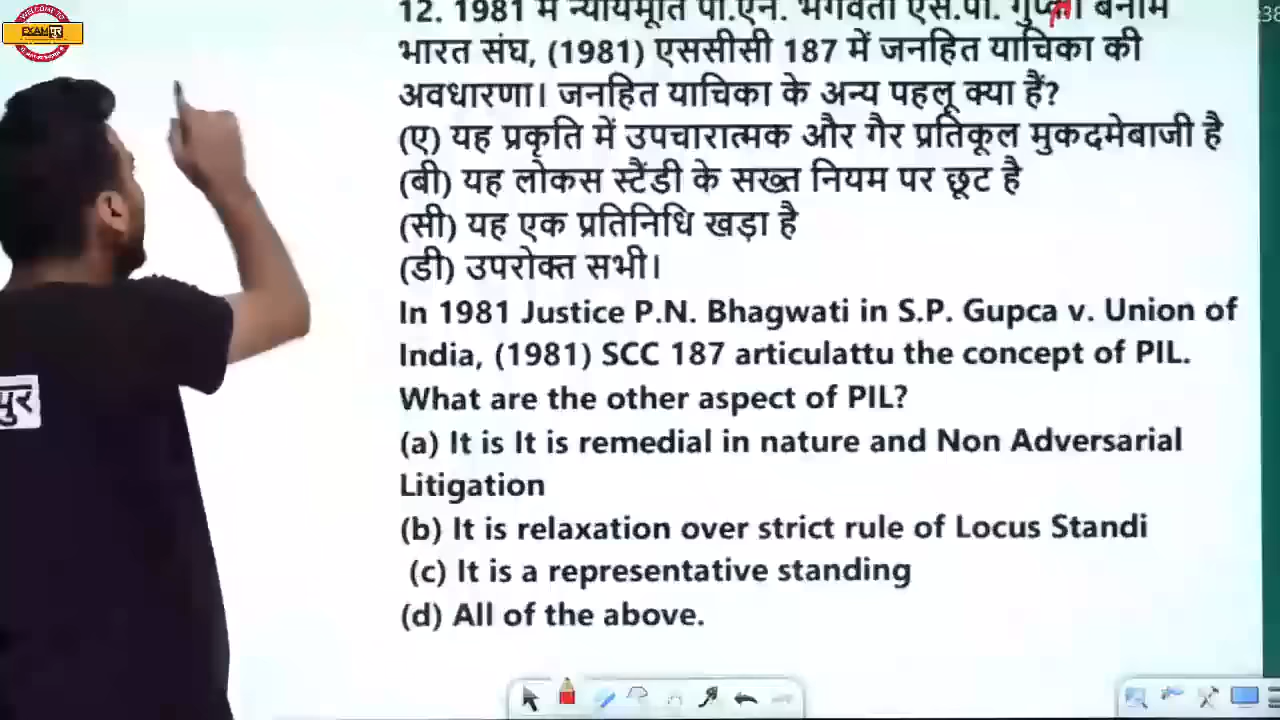 WELCOME TO
EXAMपुर
12. 1981 में न्यायमूर्ति पी.एन. भगवती एस.पी. गुप्ता बनाम
भारत संघ, (1981) एससीसी 187 में जनहित याचिका की
अवधारणा। जनहित याचिका के अन्य पहलू क्या हैं?
(ए) यह प्रकृति में उपचारात्मक और गैर प्रतिकूल मुकदमेबाजी है
(बी) यह लोकस स्टैंडी के सख्त नियम पर छूट है
(सी) यह एक प्रतिनिधि खड़ा है
(डी) उपरोक्त सभी।
In 1981 Justice P.N. Bhagwati in S.P. Gupca v. Union of
India, (1981) SCC 187 articulattu the concept of PIL.
What are the other aspect of PIL?
(a) It is It is remedial in nature and Non Adversarial
Litigation
(b) It is relaxation over strict rule of Locus Standi
(c) It is a representative standing
(d) All of the above.
पुर